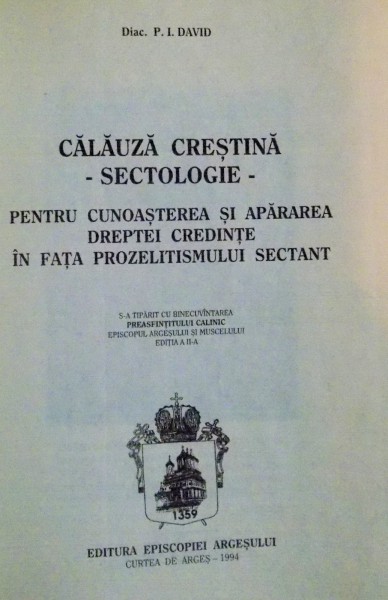 Diac. P. I. DAVID
CĂLĂUZĂ CREȘTINĂ
- SECTOLOGIE -
PENTRU CUNOAȘTEREA ȘI APĂRAREA
DREPTEI CREDINȚE
ÎN FAȚA PROZELITISMULUI SECTANT
S-A TIPĂRIT CU BINECUVÎNTAREA
PREASFINȚITULUI CALINIC
EPISCOPUL ARGEȘULUI ȘI MUSCELULUI
EDIȚIA A II-A
1359
EDITURA EPISCOPIEI ARGEȘULUI
CURTEA DE ARGEȘ - 1994